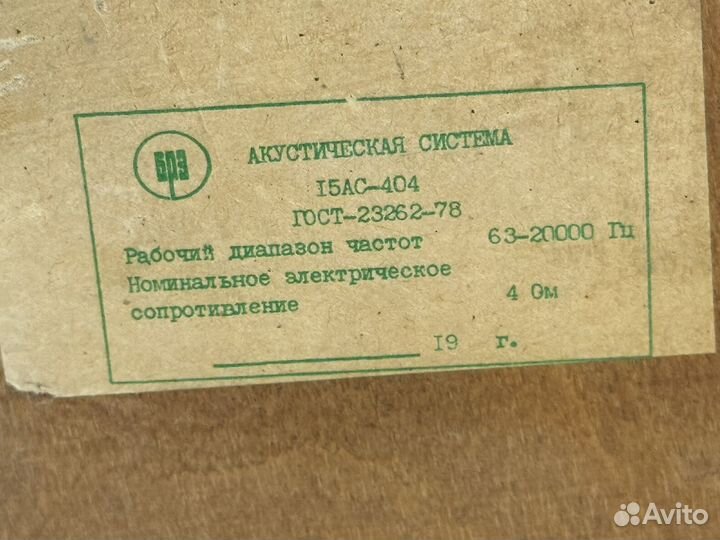 БРЗ
АКУСТИЧЕСКАЯ СИСТЕМА
I5АС-404
ГОСТ-23262-78
Рабочий диапазон частот 63-20000 Гц
Номинальное электрическое
сопротивление 4 Ом
I9 г.
Avito